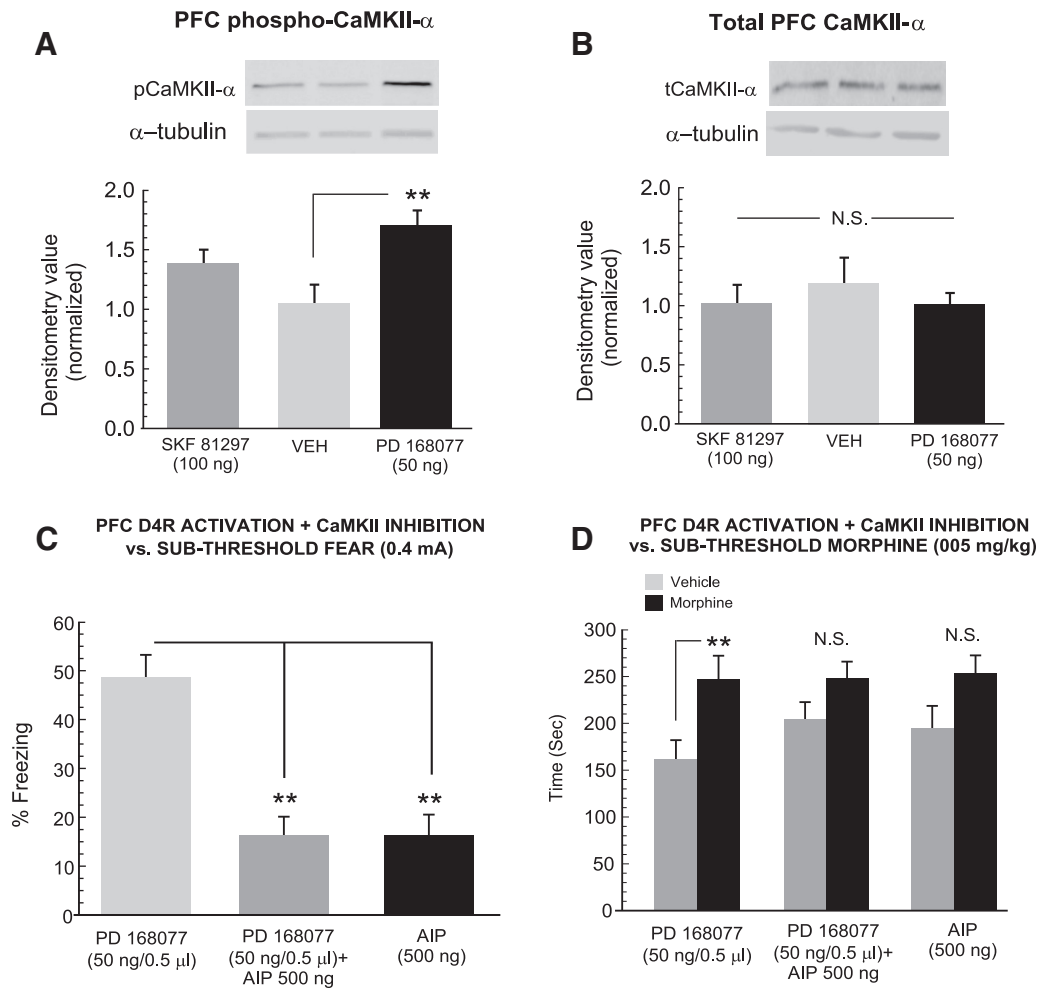 A
PFC phospho-CaMKII-α
pCaMKII-α
α–tubulin
Densitometry value
(normalized)
2.0
1.5
1.0
0.5
0.0
**
SKF 81297
(100 ng)
VEH
PD 168077
(50 ng)
B
Total PFC CaMKII-α
tCaMKII-α
α–tubulin
Densitometry value
(normalized)
2.0
1.5
1.0
0.5
0.0
N.S.
SKF 81297
(100 ng)
VEH
PD 168077
(50 ng)
C
PFC D4R ACTIVATION + CaMKII INHIBITION
vs. SUB-THRESHOLD FEAR (0.4 mA)
% Freezing
60
50
40
30
20
10
0
**
**
PD 168077
(50 ng/0.5 μl)
PD 168077
(50 ng/0.5 μl)+
AIP 500 ng
AIP
(500 ng)
D
PFC D4R ACTIVATION + CaMKII INHIBITION
vs. SUB-THRESHOLD MORPHINE (005 mg/kg)
Vehicle
Morphine
Time (Sec)
300
250
200
150
100
50
0
**
N.S.
N.S.
PD 168077
(50 ng/0.5 μl)
PD 168077
(50 ng/0.5 μl)+
AIP 500 ng
AIP
(500 ng)